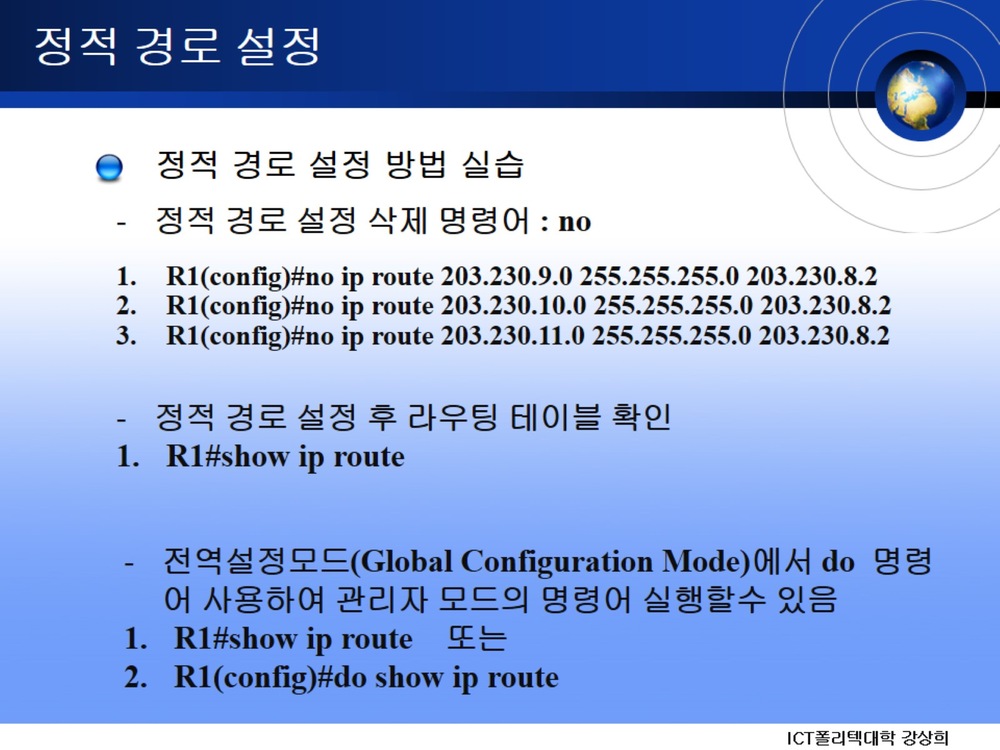 정적 경로 설정
정적 경로 설정 방법 실습
- 정적 경로 설정 삭제 명령어 : no
1. R1(config)#no ip route 203.230.9.0 255.255.255.0 203.230.8.2
2. R1(config)#no ip route 203.230.10.0 255.255.255.0 203.230.8.2
3. R1(config)#no ip route 203.230.11.0 255.255.255.0 203.230.8.2
- 정적 경로 설정 후 라우팅 테이블 확인
1. R1#show ip route
- 전역설정모드(Global Configuration Mode)에서 do 명령
어 사용하여 관리자 모드의 명령어 실행할수 있음
1. R1#show ip route 또는
2. R1(config)#do show ip route
ICT폴리텍대학 강상희